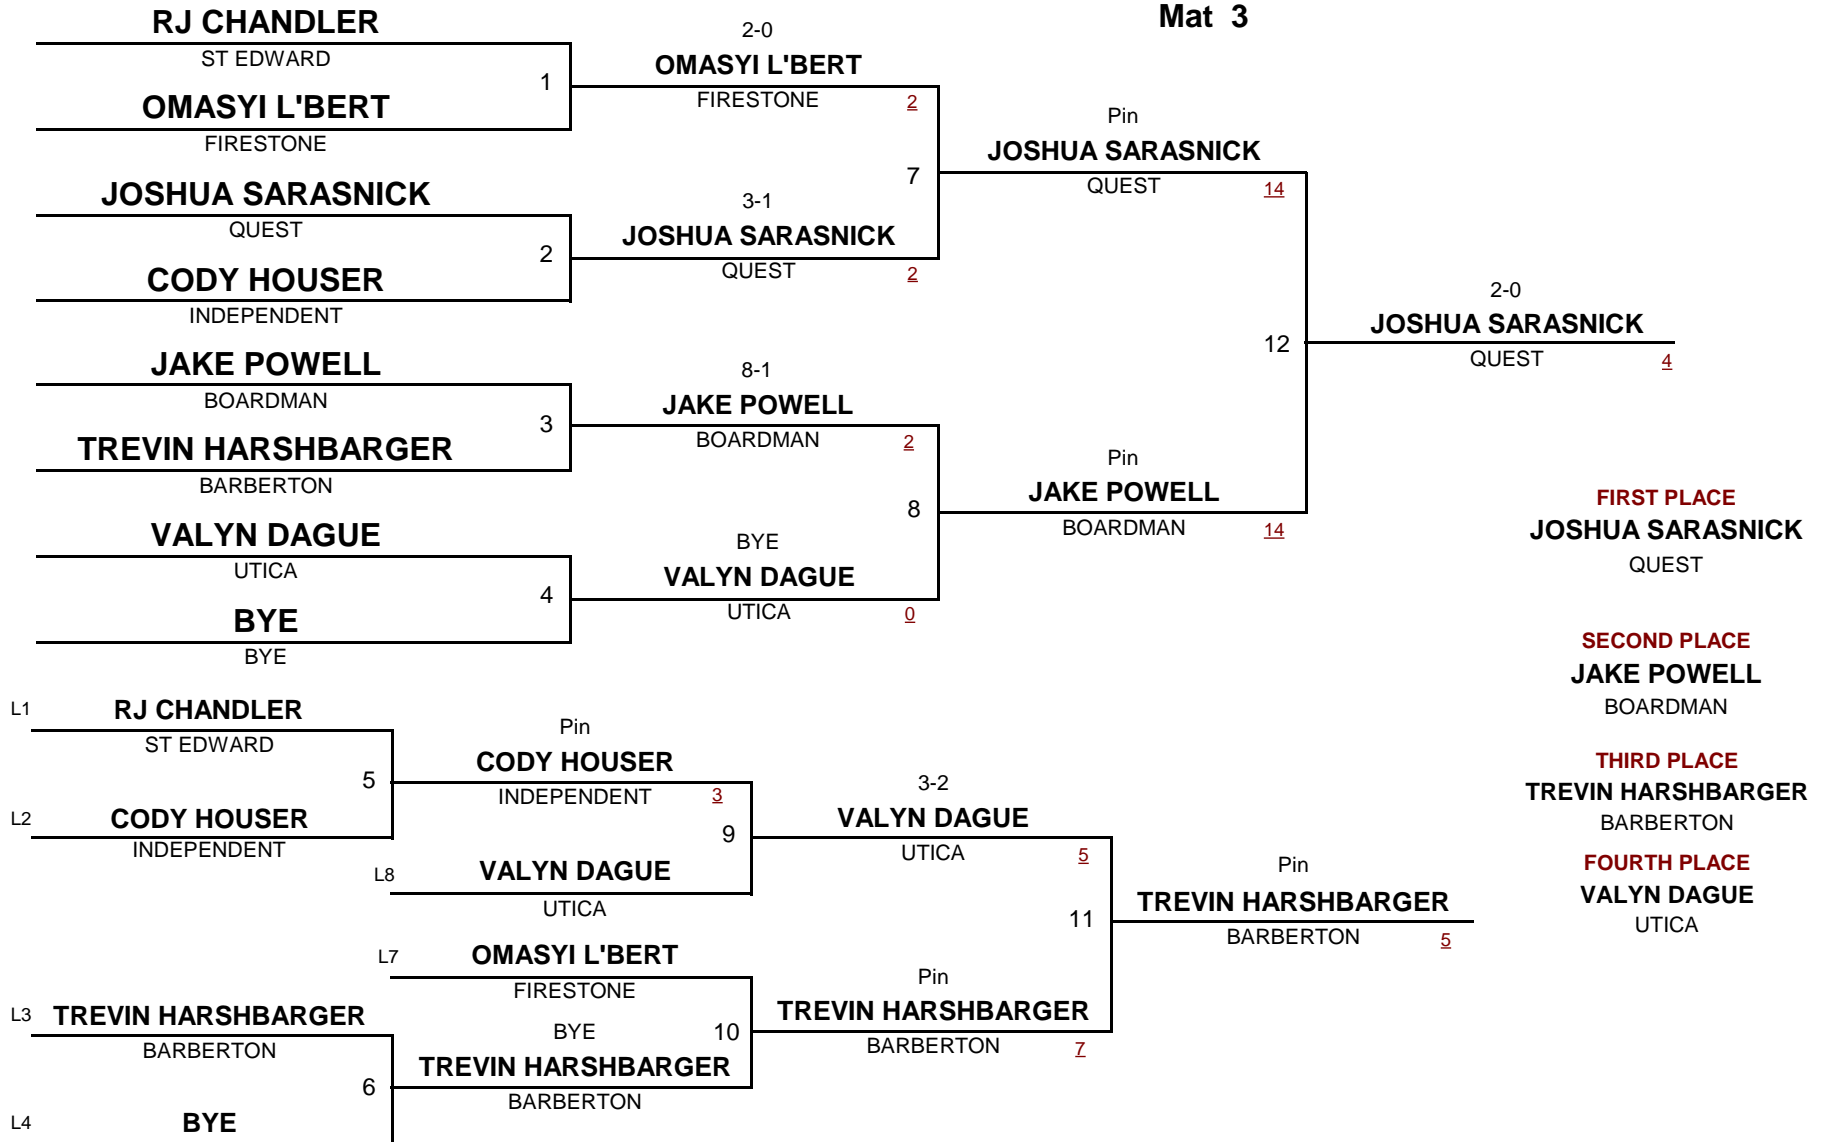 Mat 3
RJ CHANDLER
ST EDWARD
1
OMASYI L'BERT
FIRESTONE
2-0
OMASYI L'BERT
FIRESTONE
2
JOSHUA SARASNICK
QUEST
2
CODY HOUSER
INDEPENDENT
3-1
JOSHUA SARASNICK
QUEST
2
7
Pin
JOSHUA SARASNICK
QUEST
14
JAKE POWELL
BOARDMAN
3
TREVIN HARSHBARGER
BARBERTON
8-1
JAKE POWELL
BOARDMAN
2
VALYN DAGUE
UTICA
4
BYE
BYE
BYE
VALYN DAGUE
UTICA
0
8
Pin
JAKE POWELL
BOARDMAN
14
12
2-0
JOSHUA SARASNICK
QUEST
4
FIRST PLACE
JOSHUA SARASNICK
QUEST
SECOND PLACE
JAKE POWELL
BOARDMAN
THIRD PLACE
TREVIN HARSHBARGER
BARBERTON
FOURTH PLACE
VALYN DAGUE
UTICA
L1
RJ CHANDLER
ST EDWARD
5
L2
CODY HOUSER
INDEPENDENT
Pin
CODY HOUSER
INDEPENDENT
3
9
L8
VALYN DAGUE
UTICA
3-2
VALYN DAGUE
UTICA
5
L7
OMASYI L'BERT
FIRESTONE
L3
TREVIN HARSHBARGER
BARBERTON
6
L4
BYE
BYE
TREVIN HARSHBARGER
BARBERTON
10
Pin
TREVIN HARSHBARGER
BARBERTON
7
11
Pin
TREVIN HARSHBARGER
BARBERTON
5